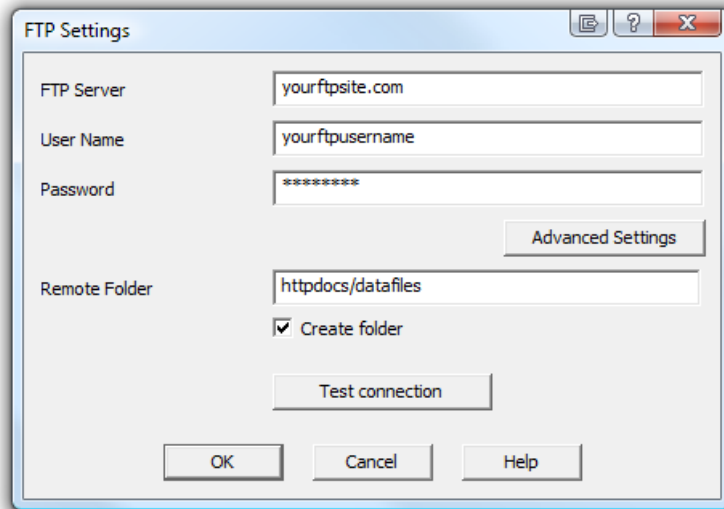 FTP Settings
FTP Server yourftpsite.com
User Name yourftpusername
Password ********
Advanced Settings
Remote Folder httpdocs/datafiles
Create folder
Test connection
OK Cancel Help